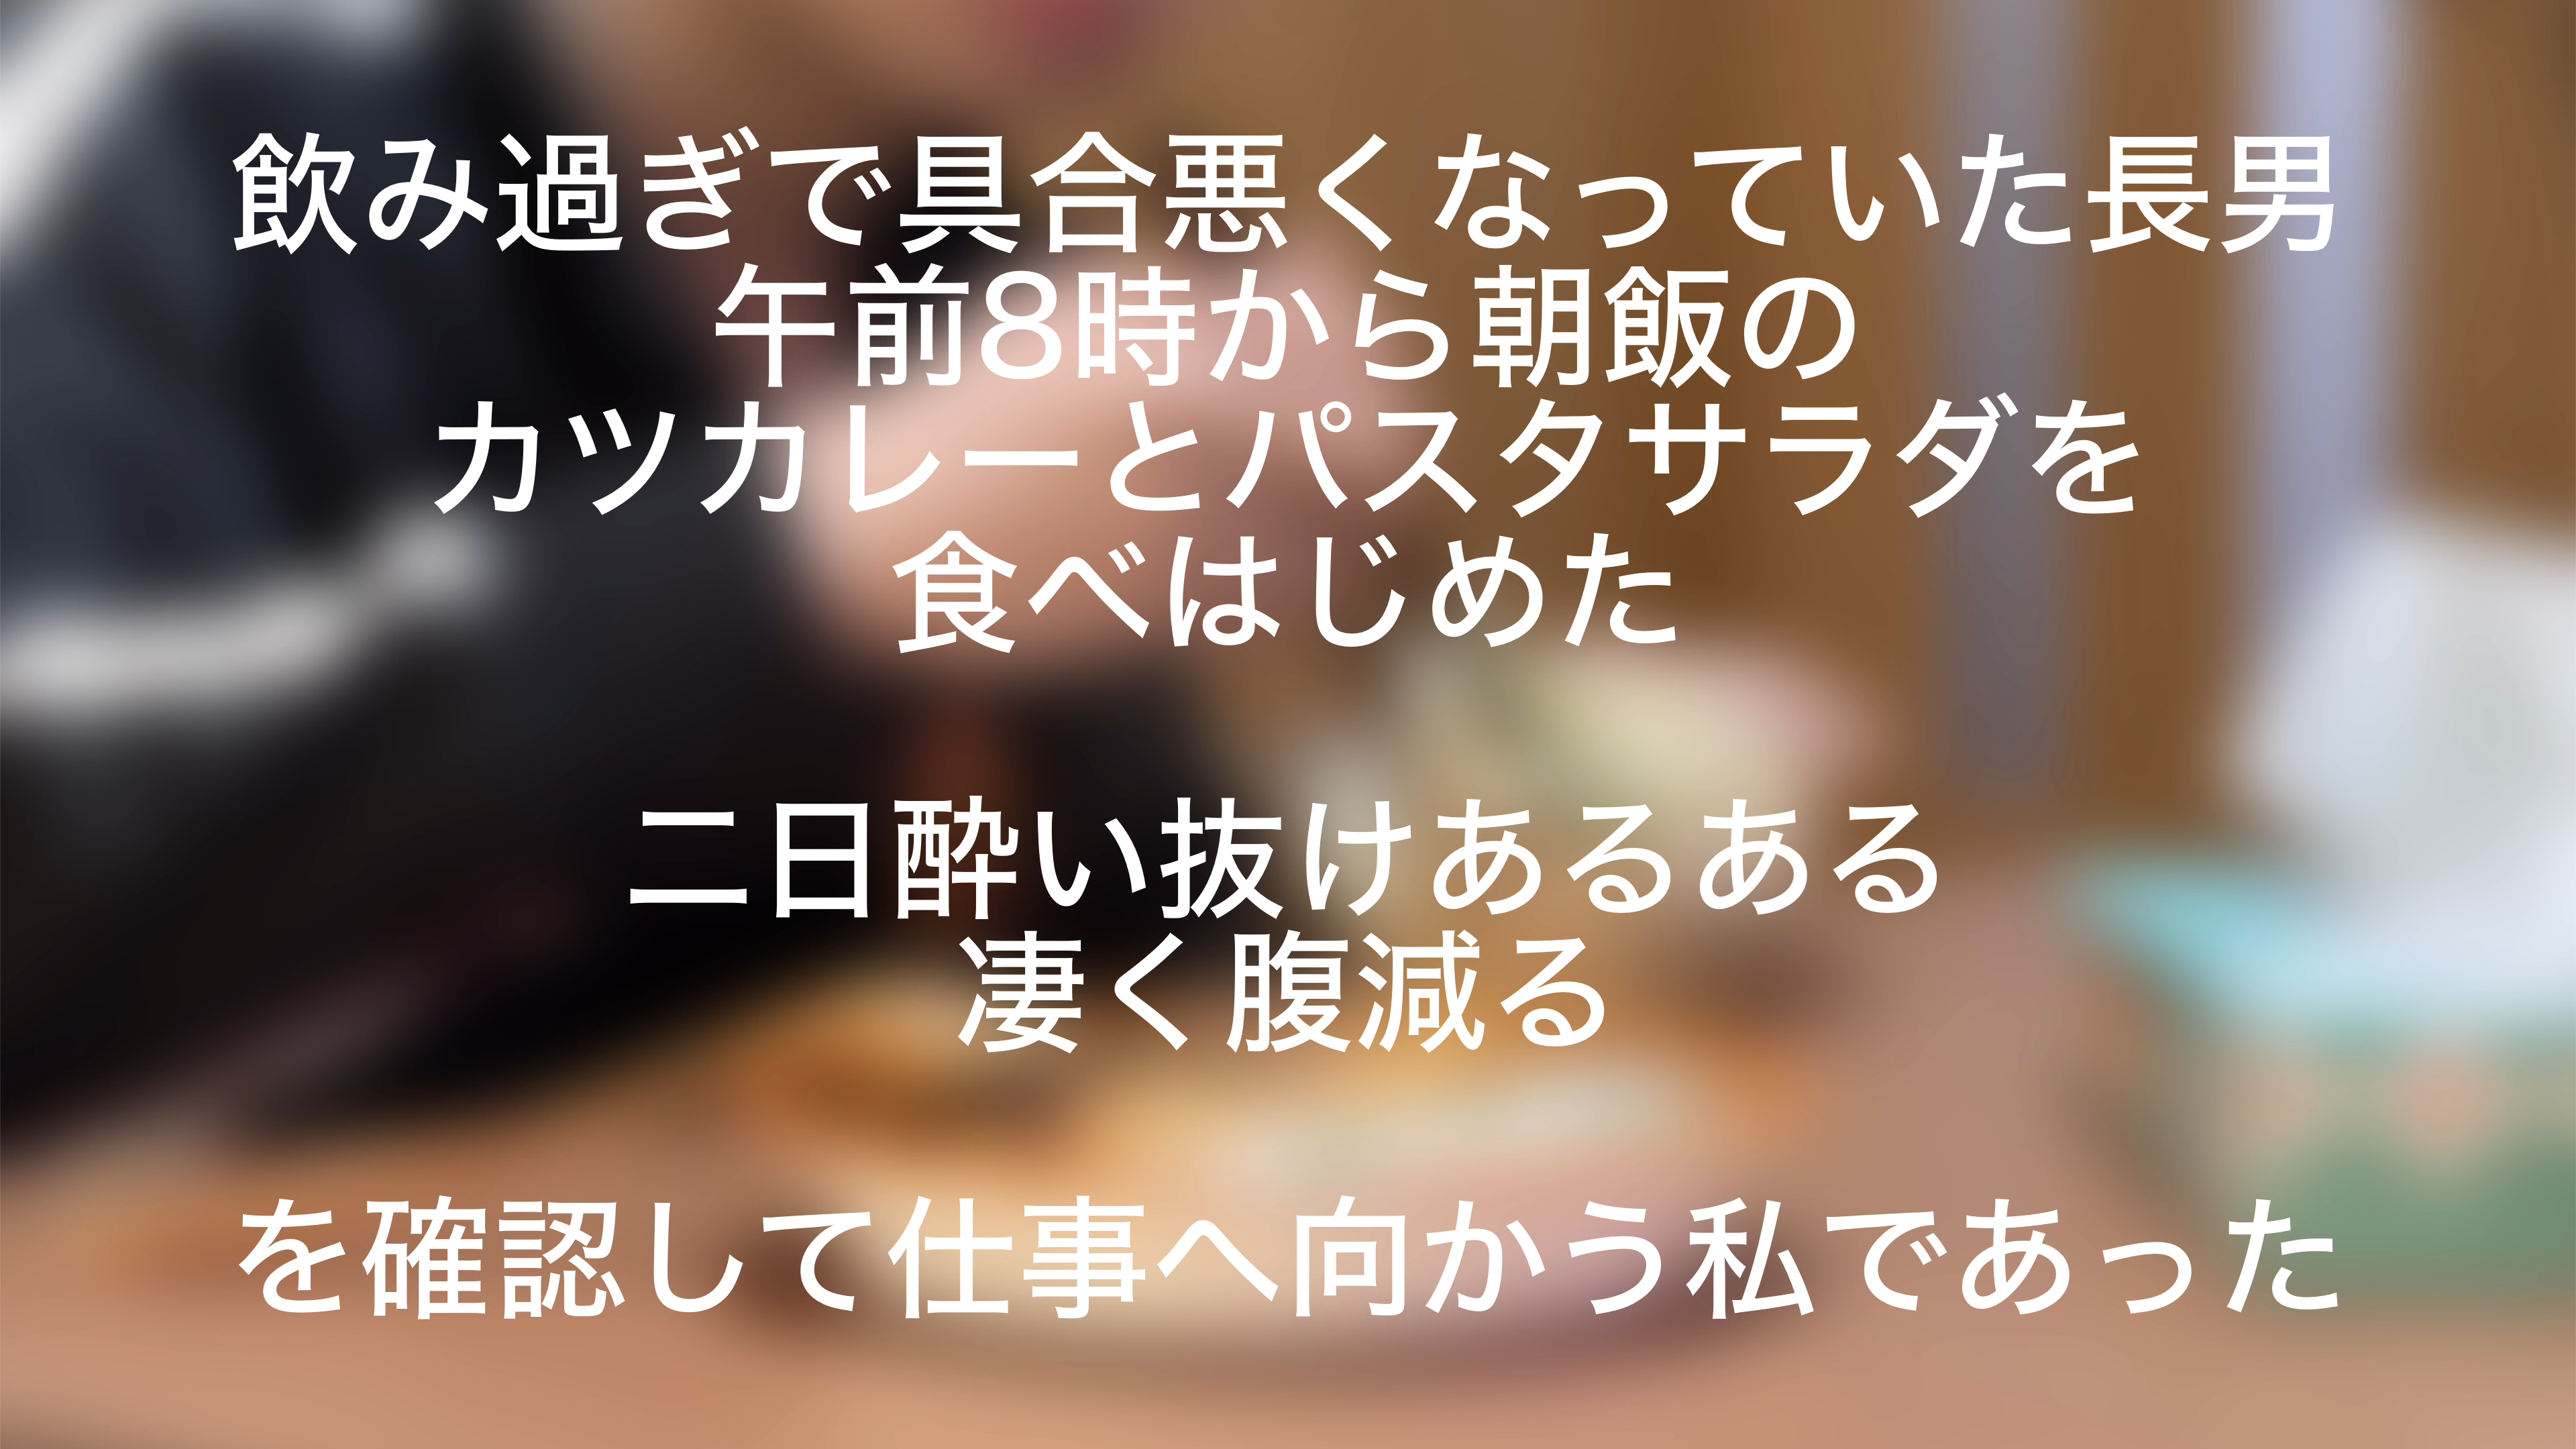 飲み過ぎで具合悪くなっていた長男
午前8時から朝飯の
カツカレーとパスタサラダを
食べはじめた
二日酔い抜けあるある
凄く腹減る
を確認して仕事へ向かう私であった